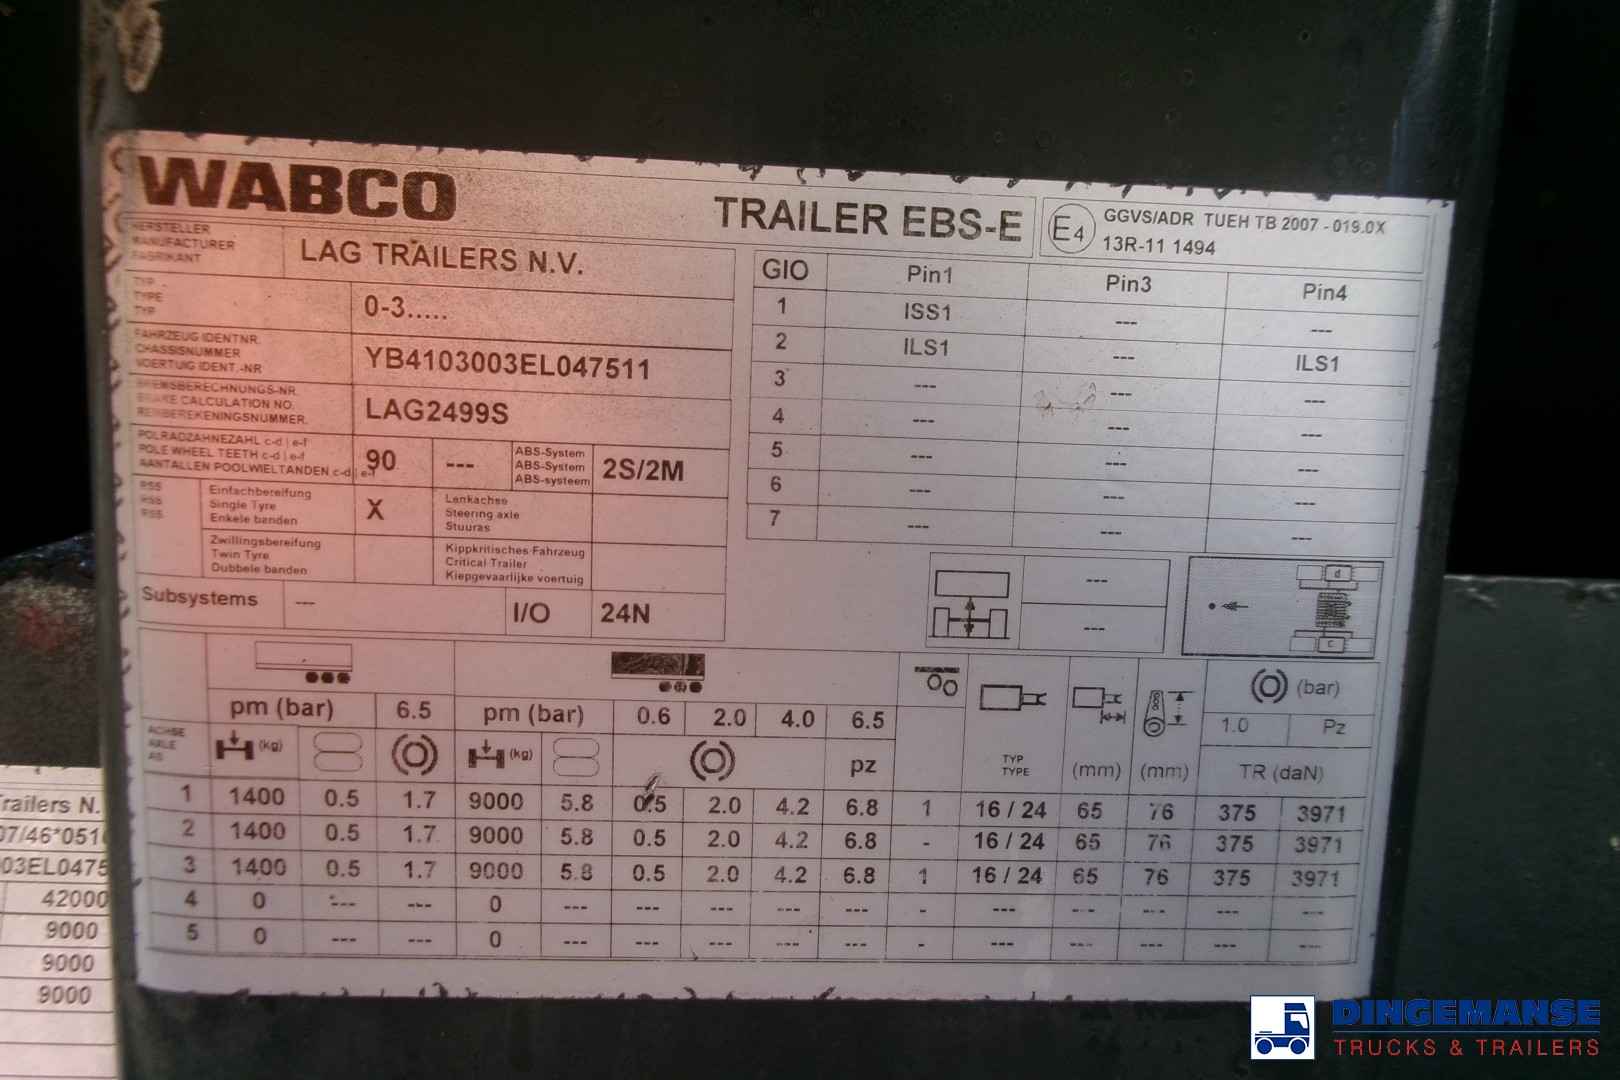 WABCO
TRAILER EBS-E
E4
GGVS/ADR TUEH TB 2007 - 019.0X
13R-11 1494
HERSTELLER
MANUFACTURER
FABRIKANT
LAG TRAILERS N.V.
TYP
TYPE
TYP
0-3.....
FAHRZEUG IDENTNR.
CHASSISNUMMER
VOERTUIG IDENT.-NR
YB4103003EL047511
BREMSBERECHNUNGS-NR.
BRAKE CALCULATION NO.
REMBEREKENINGSNUMMER.
LAG2499S
POLRADZAHNEZAHL c-d | e-f
POLE WHEEL TEETH c-d | e-f
AANTALLEN POOLWIELTANDEN c-d | e-f
90 ---
ABS-System
ABS-System
ABS-systeem
2S/2M
RSS
RSS
RSS
Einfachbereifung
Single Tyre
Enkele banden
X
Lenkachse
Steering axle
Stuuras
Zwillingsbereifung
Twin Tyre
Dubbele banden
Kippkritisches Fahrzeug
Critical Trailer
Kiepgevaarlijke voertuig
Subsystems --- I/O 24N
GIO Pin1 Pin3 Pin4
1 ISS1 --- ---
2 ILS1 --- ILS1
3 --- --- ---
4 --- --- ---
5 --- --- ---
6 --- --- ---
7 --- --- ---
---
---
d
c
pm (bar) 6.5 pm (bar) 0.6 2.0 4.0 6.5
(bar)
1.0 Pz
ACHSE
AXLE
AS
(kg) (kg) pz
TYP
TYPE
(mm) (mm) TR (daN)
1 1400 0.5 1.7 9000 5.8 0.5 2.0 4.2 6.8 1 16 / 24 65 76 375 3971
2 1400 0.5 1.7 9000 5.8 0.5 2.0 4.2 6.8 - 16 / 24 65 76 375 3971
3 1400 0.5 1.7 9000 5.8 0.5 2.0 4.2 6.8 1 16 / 24 65 76 375 3971
4 0 --- --- 0 --- --- --- --- --- - --- --- --- --- ---
5 0 --- --- 0 --- --- --- --- --- - --- --- --- --- ---
Trailers N.
07/46*051
03EL0475
42000
9000
9000
9000
DINGEMANSE
TRUCKS & TRAILERS